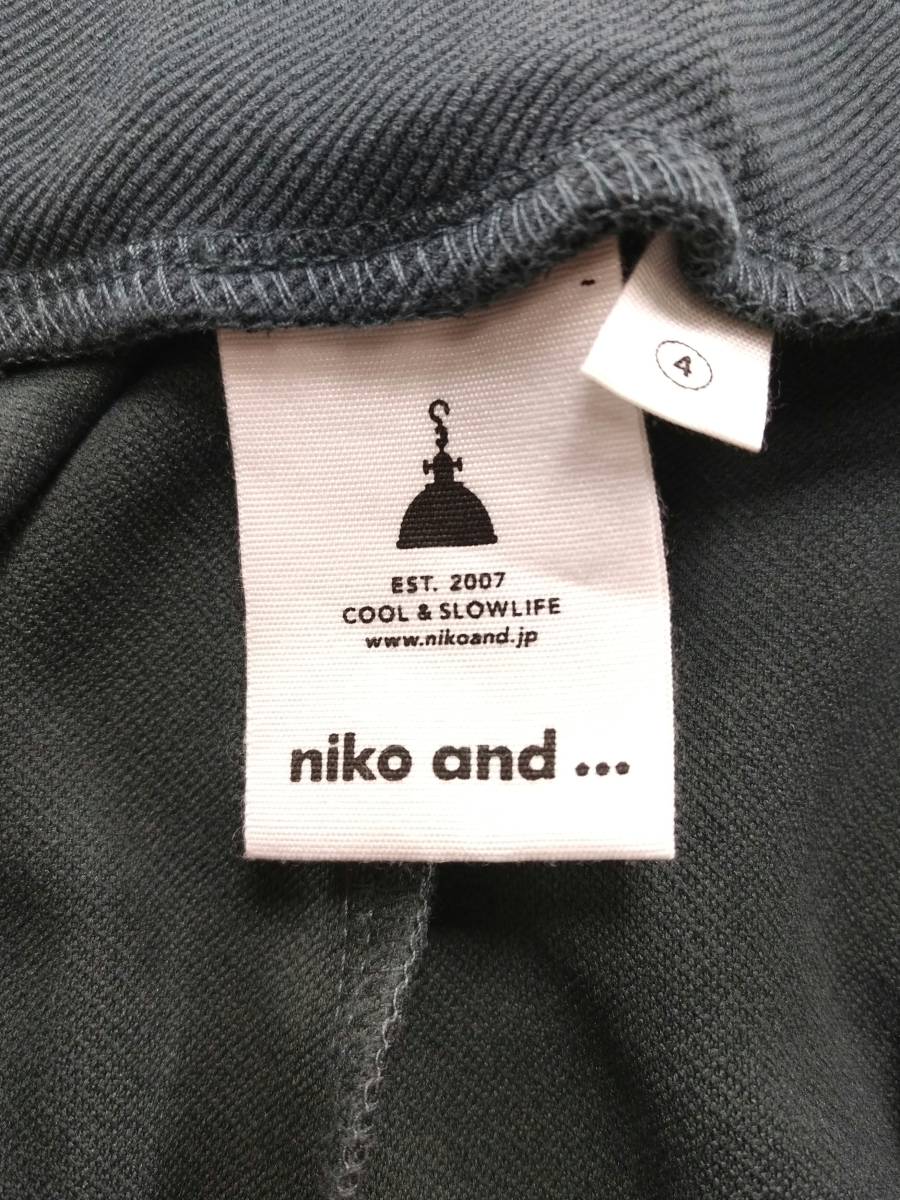 4
EST. 2007
COOL & SLOWLIFE
www.nikoand.jp
niko and ...